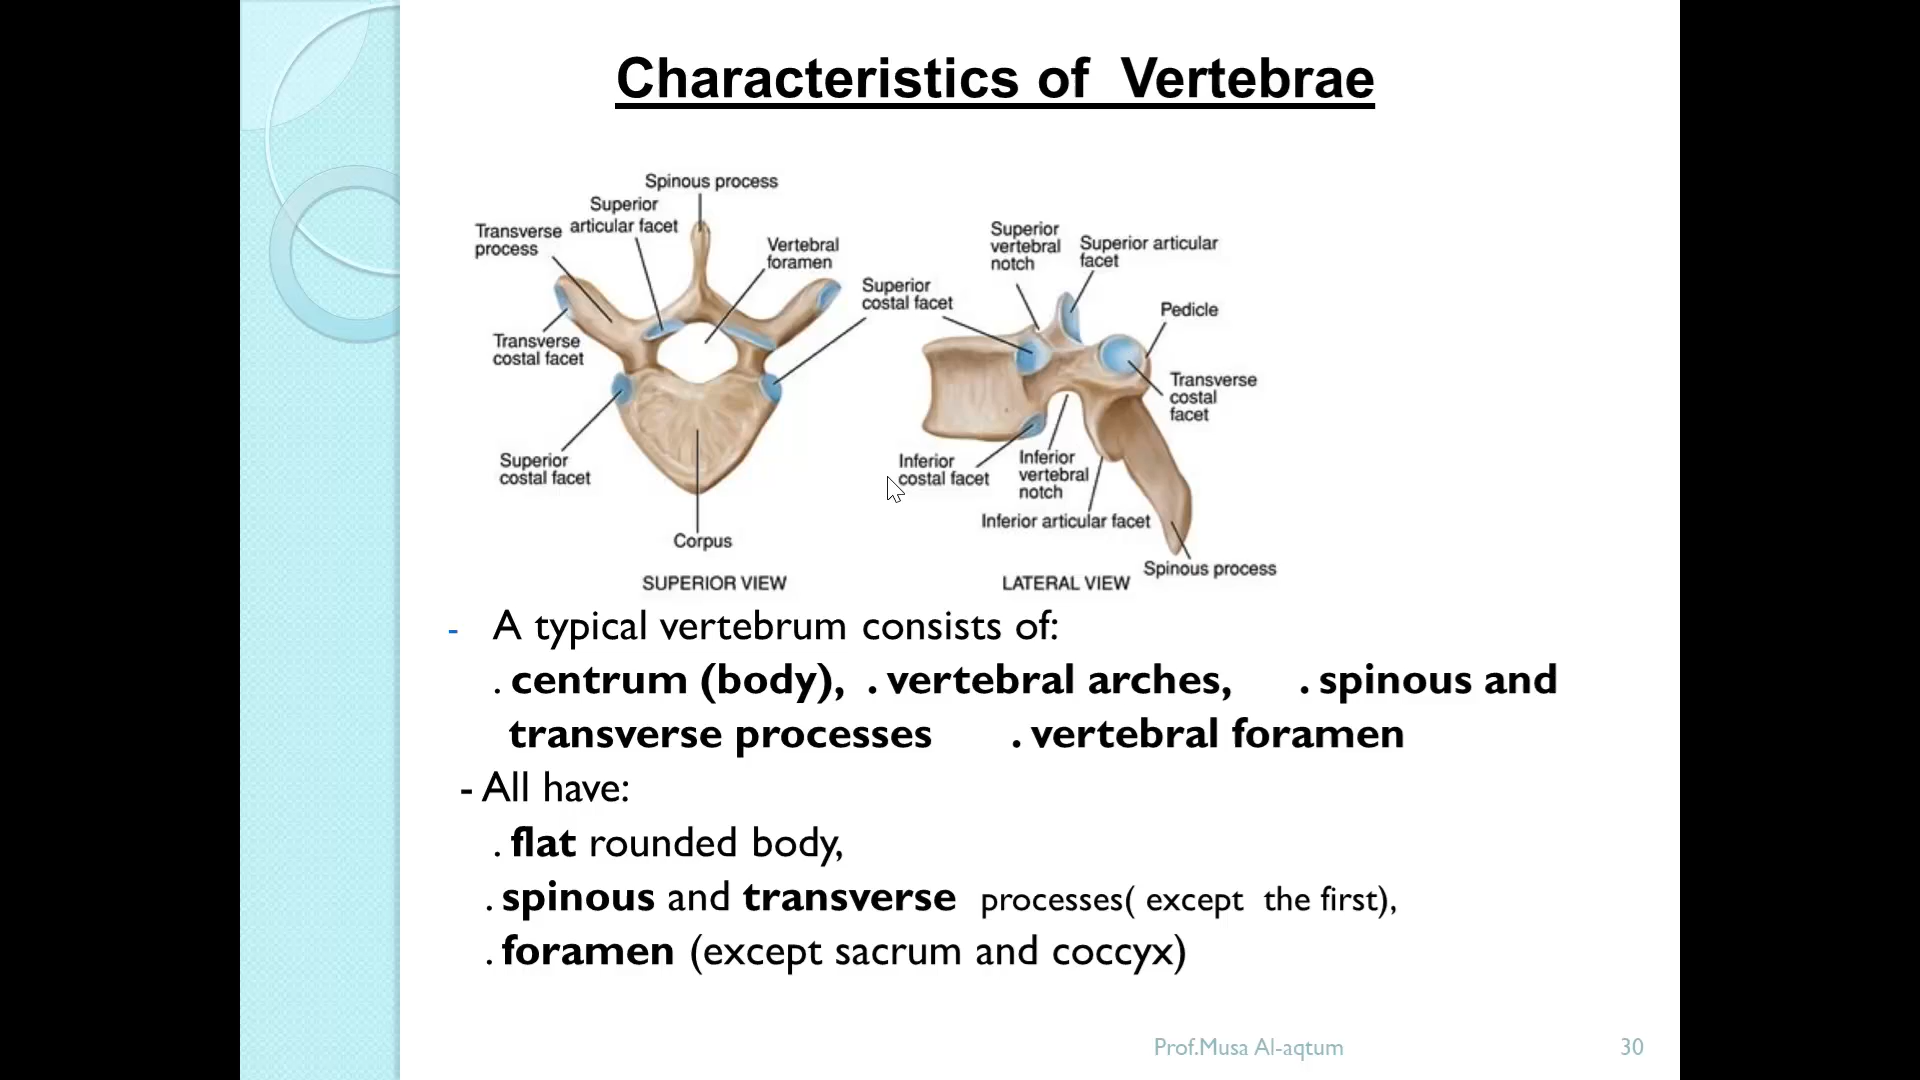 Characteristics of Vertebrae
Spinous process
Superior
articular facet
Transverse
process
Vertebral
foramen
Superior
costal facet
Transverse
costal facet
Superior
costal facet
Corpus
SUPERIOR VIEW
Superior
vertebral
notch
Superior articular
facet
Pedicle
Transverse
costal
facet
Inferior
costal facet
Inferior
vertebral
notch
Inferior articular facet
Spinous process
LATERAL VIEW
- A typical vertebrum consists of:
. centrum (body), . vertebral arches, . spinous and
transverse processes . vertebral foramen
- All have:
. flat rounded body,
. spinous and transverse processes( except the first),
. foramen (except sacrum and coccyx)
Prof.Musa Al-aqtum 30